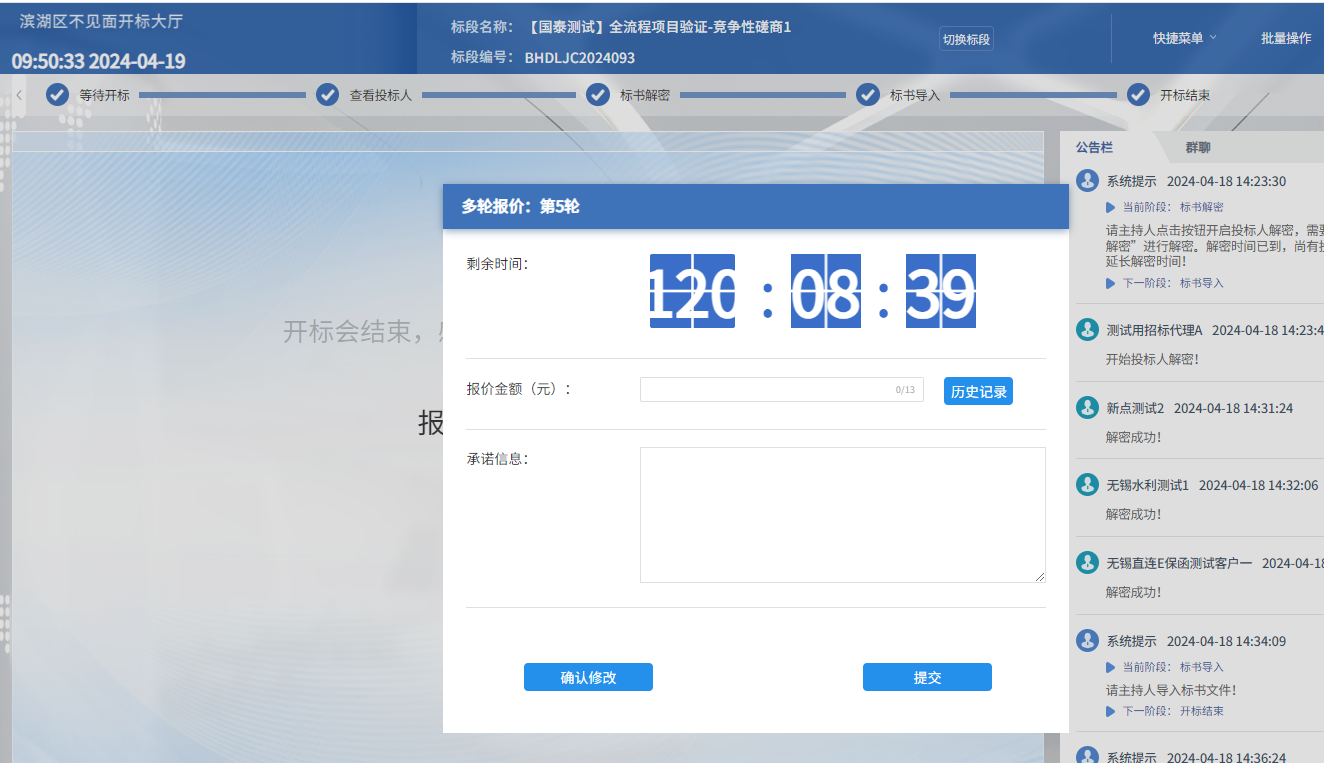 滨湖区不见面开标大厅
09:50:33 2024-04-19
标段名称： 【国泰测试】全流程项目验证-竞争性磋商1
标段编号： BHDLJC2024093
切换标段
快捷菜单
批量操作
等待开标
查看投标人
标书解密
标书导入
开标结束
开标会结束，
报
多轮报价：第5轮
剩余时间：
120 : 08 : 39
报价金额（元）：
0/13
历史记录
承诺信息：
确认修改
提交
公告栏
群聊
系统提示 2024-04-18 14:23:30
当前阶段： 标书解密
请主持人点击按钮开启投标人解密，需要
解密”进行解密。解密时间已到，尚有投
延长解密时间！
下一阶段： 标书导入
测试用招标代理A 2024-04-18 14:23:4
开始投标人解密！
新点测试2 2024-04-18 14:31:24
解密成功！
无锡水利测试1 2024-04-18 14:32:06
解密成功！
无锡直连E保函测试客户一 2024-04-18
解密成功！
系统提示 2024-04-18 14:34:09
当前阶段： 标书导入
请主持人导入标书文件！
下一阶段： 开标结束
系统提示 2024-04-18 14:36:24